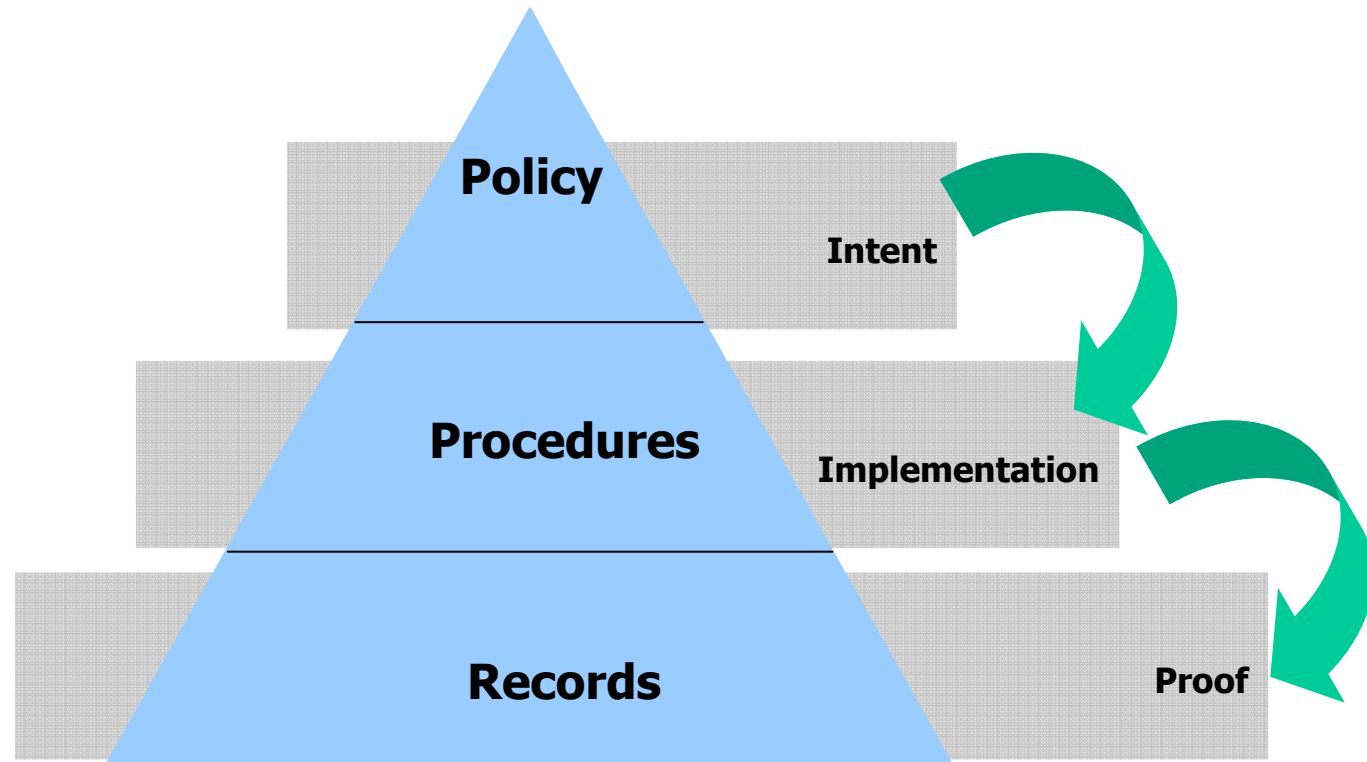 Policy
Intent
Procedures
Implementation
Records
Proof